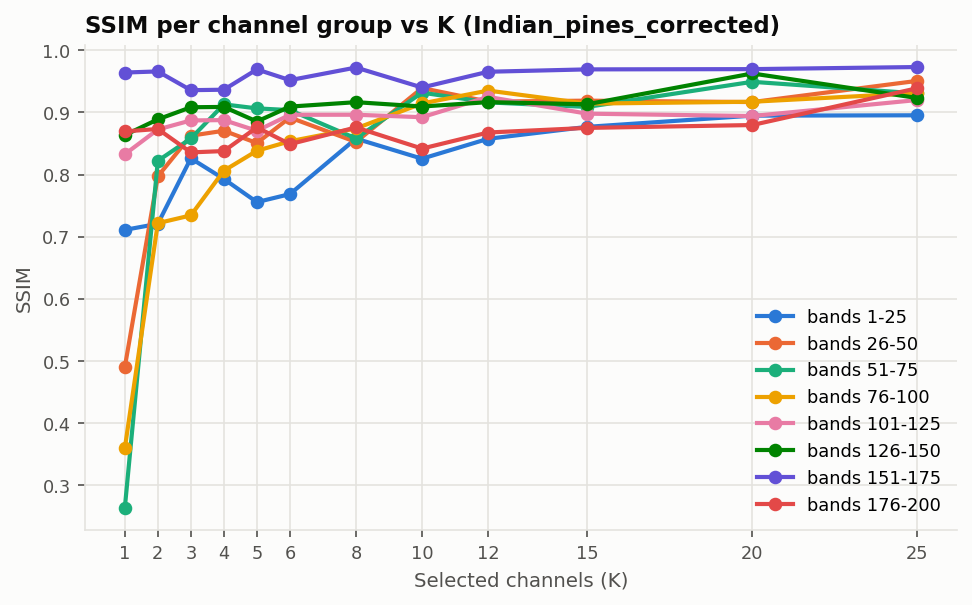 SSIM per channel group vs K (Indian_pines_corrected)
1.0
0.9
0.8
0.7
0.6
0.5
0.4
0.3
SSIM
bands 1-25
bands 26-50
bands 51-75
bands 76-100
bands 101-125
bands 126-150
bands 151-175
bands 176-200
1 2 3 4 5 6 8 10 12 15 20 25
Selected channels (K)